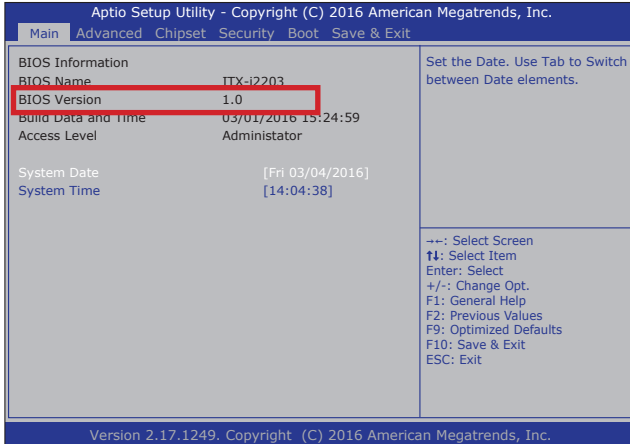 Aptio Setup Utility - Copyright (C) 2016 American Megatrends, Inc.
Main Advanced Chipset Security Boot Save & Exit
BIOS Information
BIOS Name ITX-i2203
BIOS Version 1.0
Build Data and Time 03/01/2016 15:24:59
Access Level Administator
System Date [Fri 03/04/2016]
System Time [14:04:38]
Set the Date. Use Tab to Switch
between Date elements.
→←: Select Screen
↑↓: Select Item
Enter: Select
+/-: Change Opt.
F1: General Help
F2: Previous Values
F9: Optimized Defaults
F10: Save & Exit
ESC: Exit
Version 2.17.1249. Copyright (C) 2016 American Megatrends, Inc.